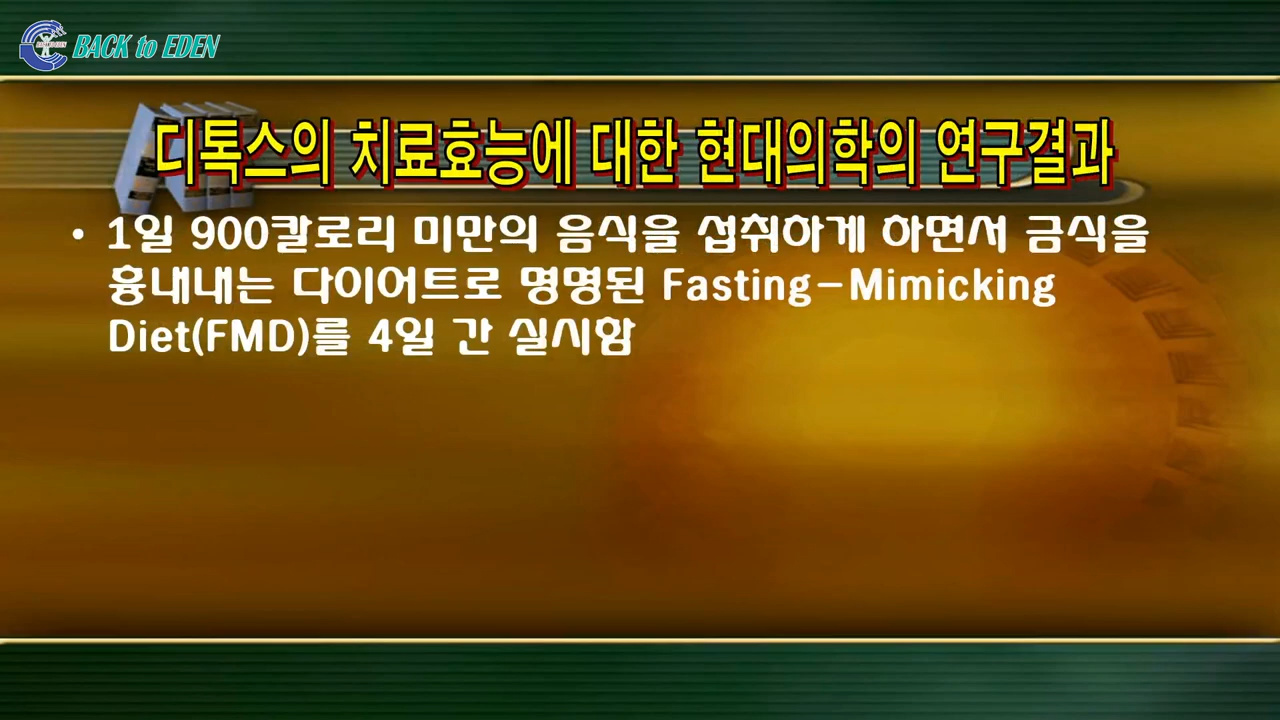 BACK to EDEN
디톡스의 치료효능에 대한 현대의학의 연구결과
• 1일 900칼로리 미만의 음식을 섭취하게 하면서 금식을
흉내내는 다이어트로 명명된 Fasting-Mimicking
Diet(FMD)를 4일 간 실시함